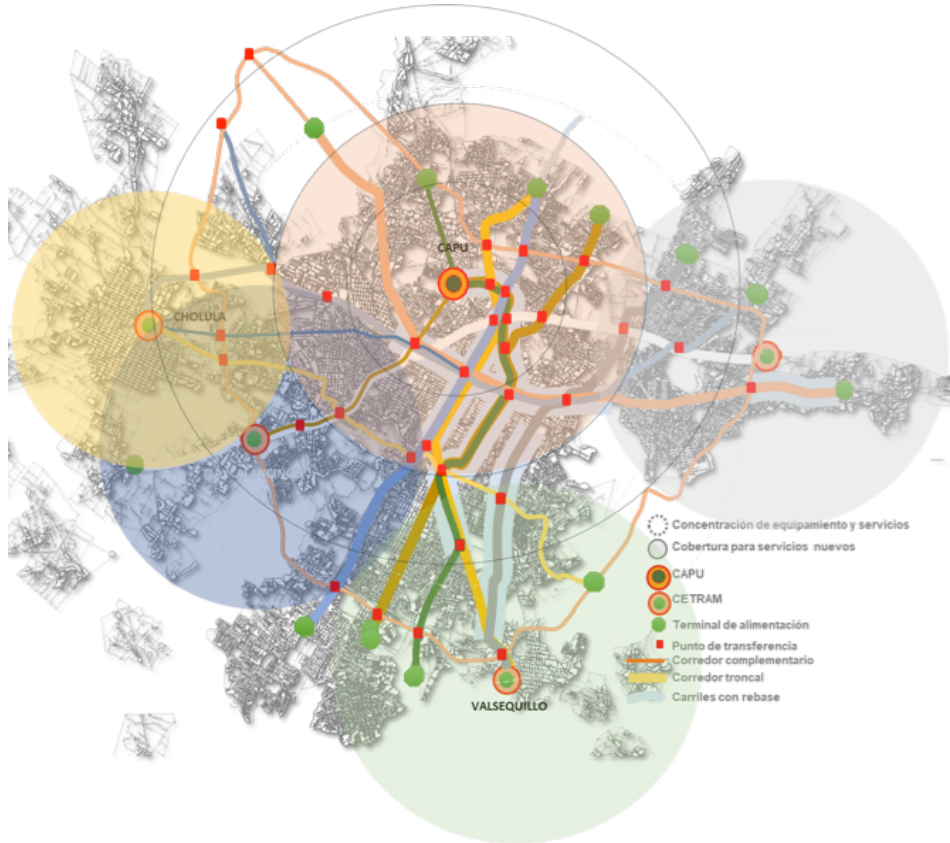 CAPU
CHOLULA
Concentración de equipamiento y servicios
Cobertura para servicios nuevos
CAPU
CETRAM
Terminal de alimentación
Punto de transferencia
Corredor complementario
Corredor troncal
Carriles con rebase
VALSEQUILLO